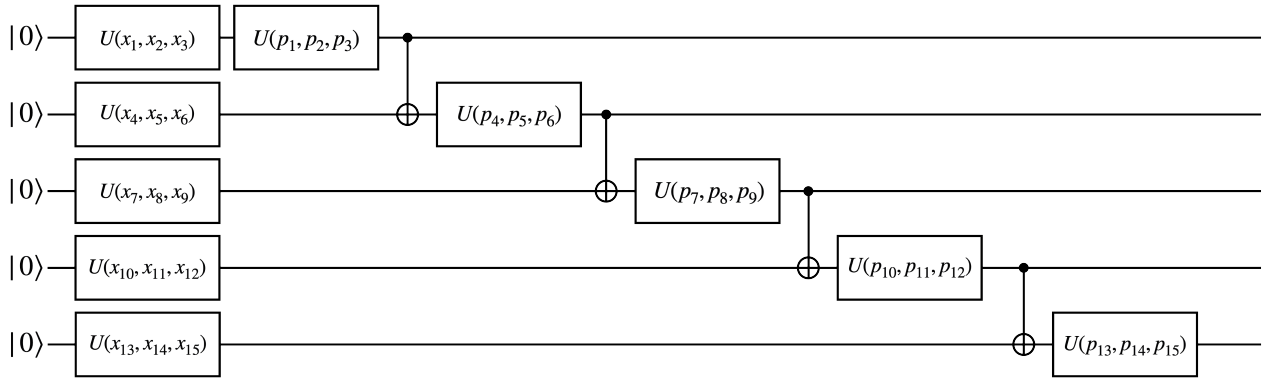 |0⟩ U(x₁, x₂, x₃) U(p₁, p₂, p₃)
|0⟩ U(x₄, x₅, x₆) U(p₄, p₅, p₆)
|0⟩ U(x₇, x₈, x₉) U(p₇, p₈, p₉)
|0⟩ U(x₁₀, x₁₁, x₁₂) U(p₁₀, p₁₁, p₁₂)
|0⟩ U(x₁₃, x₁₄, x₁₅) U(p₁₃, p₁₄, p₁₅)